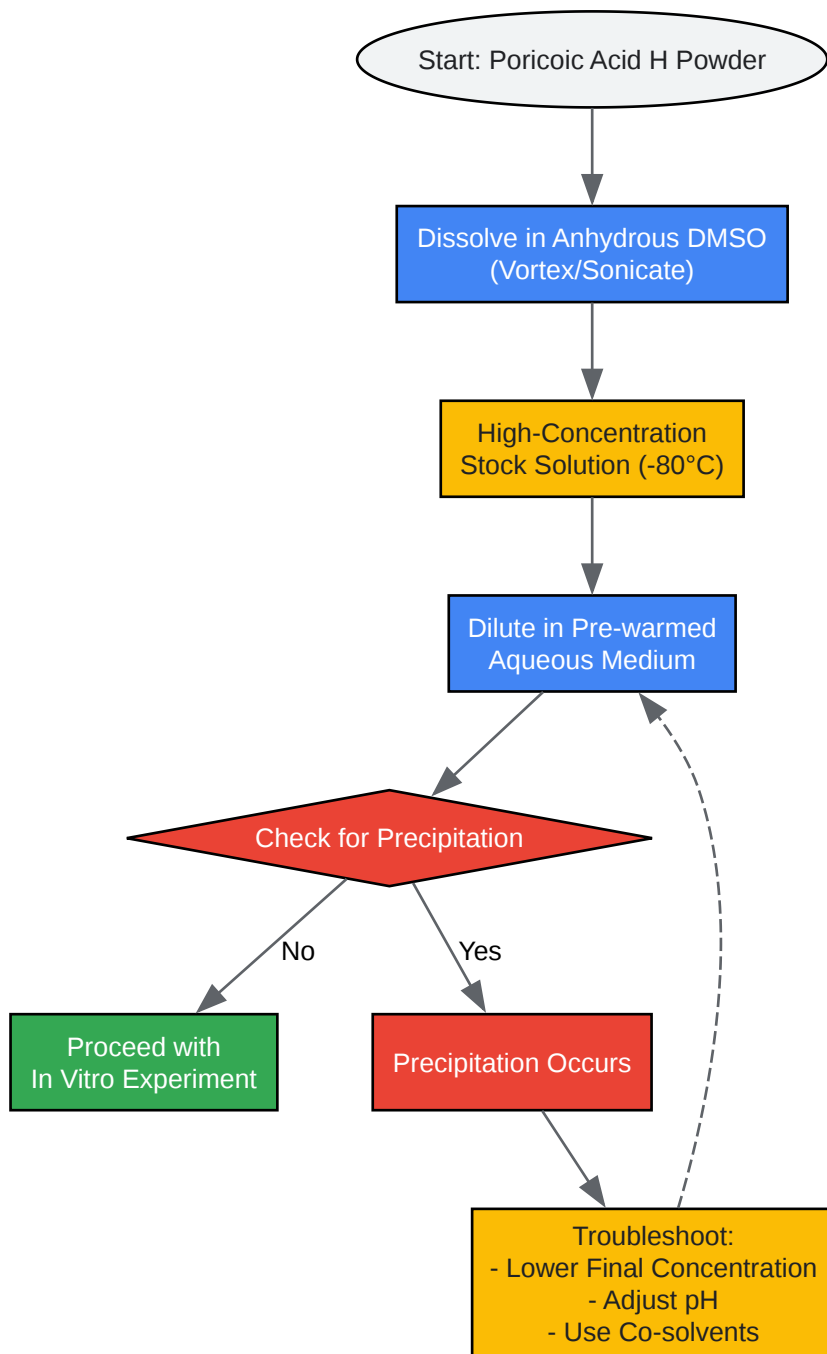 Start: Poricoic Acid H Powder
Dissolve in Anhydrous DMSO
(Vortex/Sonicate)
High-Concentration
Stock Solution (-80°C)
Dilute in Pre-warmed
Aqueous Medium
Check for Precipitation
No
Yes
Proceed with
In Vitro Experiment
Precipitation Occurs
Troubleshoot:
- Lower Final Concentration
- Adjust pH
- Use Co-solvents